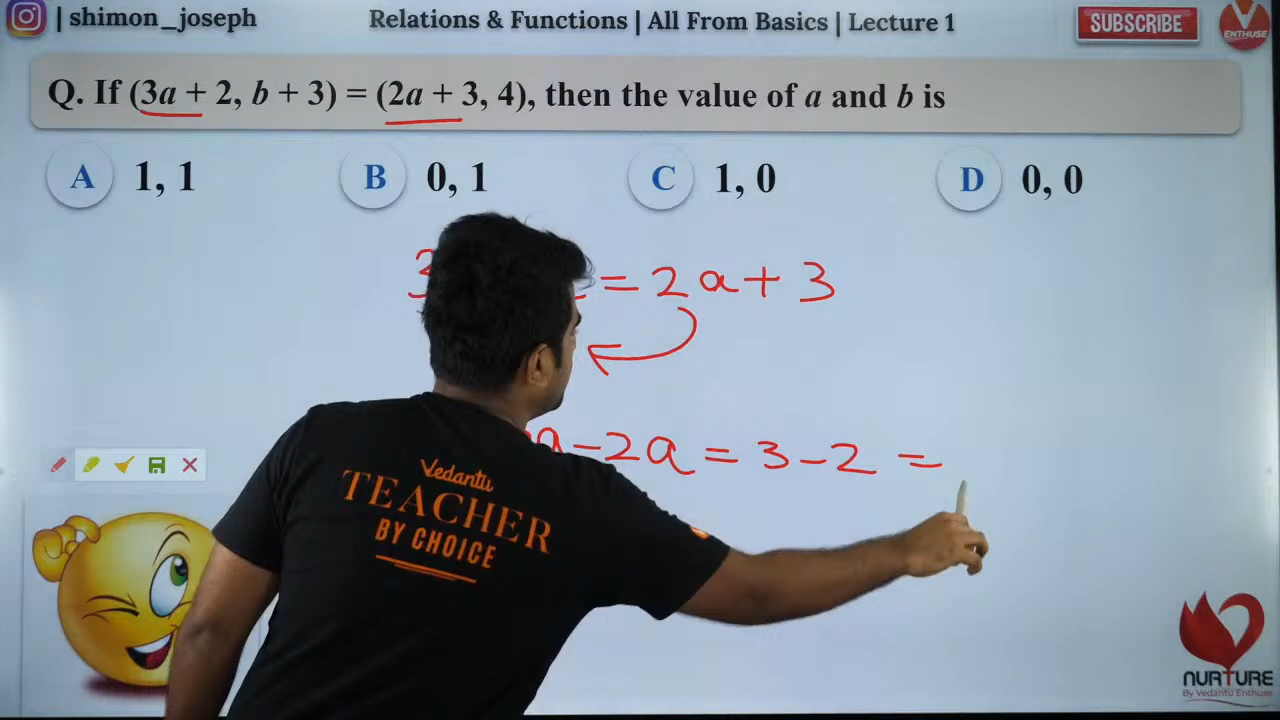 | shimon_joseph
Relations & Functions | All From Basics | Lecture 1
SUBSCRIBE
ENTHUSE
Q. If (3a + 2, b + 3) = (2a + 3, 4), then the value of a and b is
A 1, 1
B 0, 1
C 1, 0
D 0, 0
3 = 2a + 3
a - 2a = 3 - 2 =
Vedantu
TEACHER
BY CHOICE
NURTURE
By Vedantu Enthuse